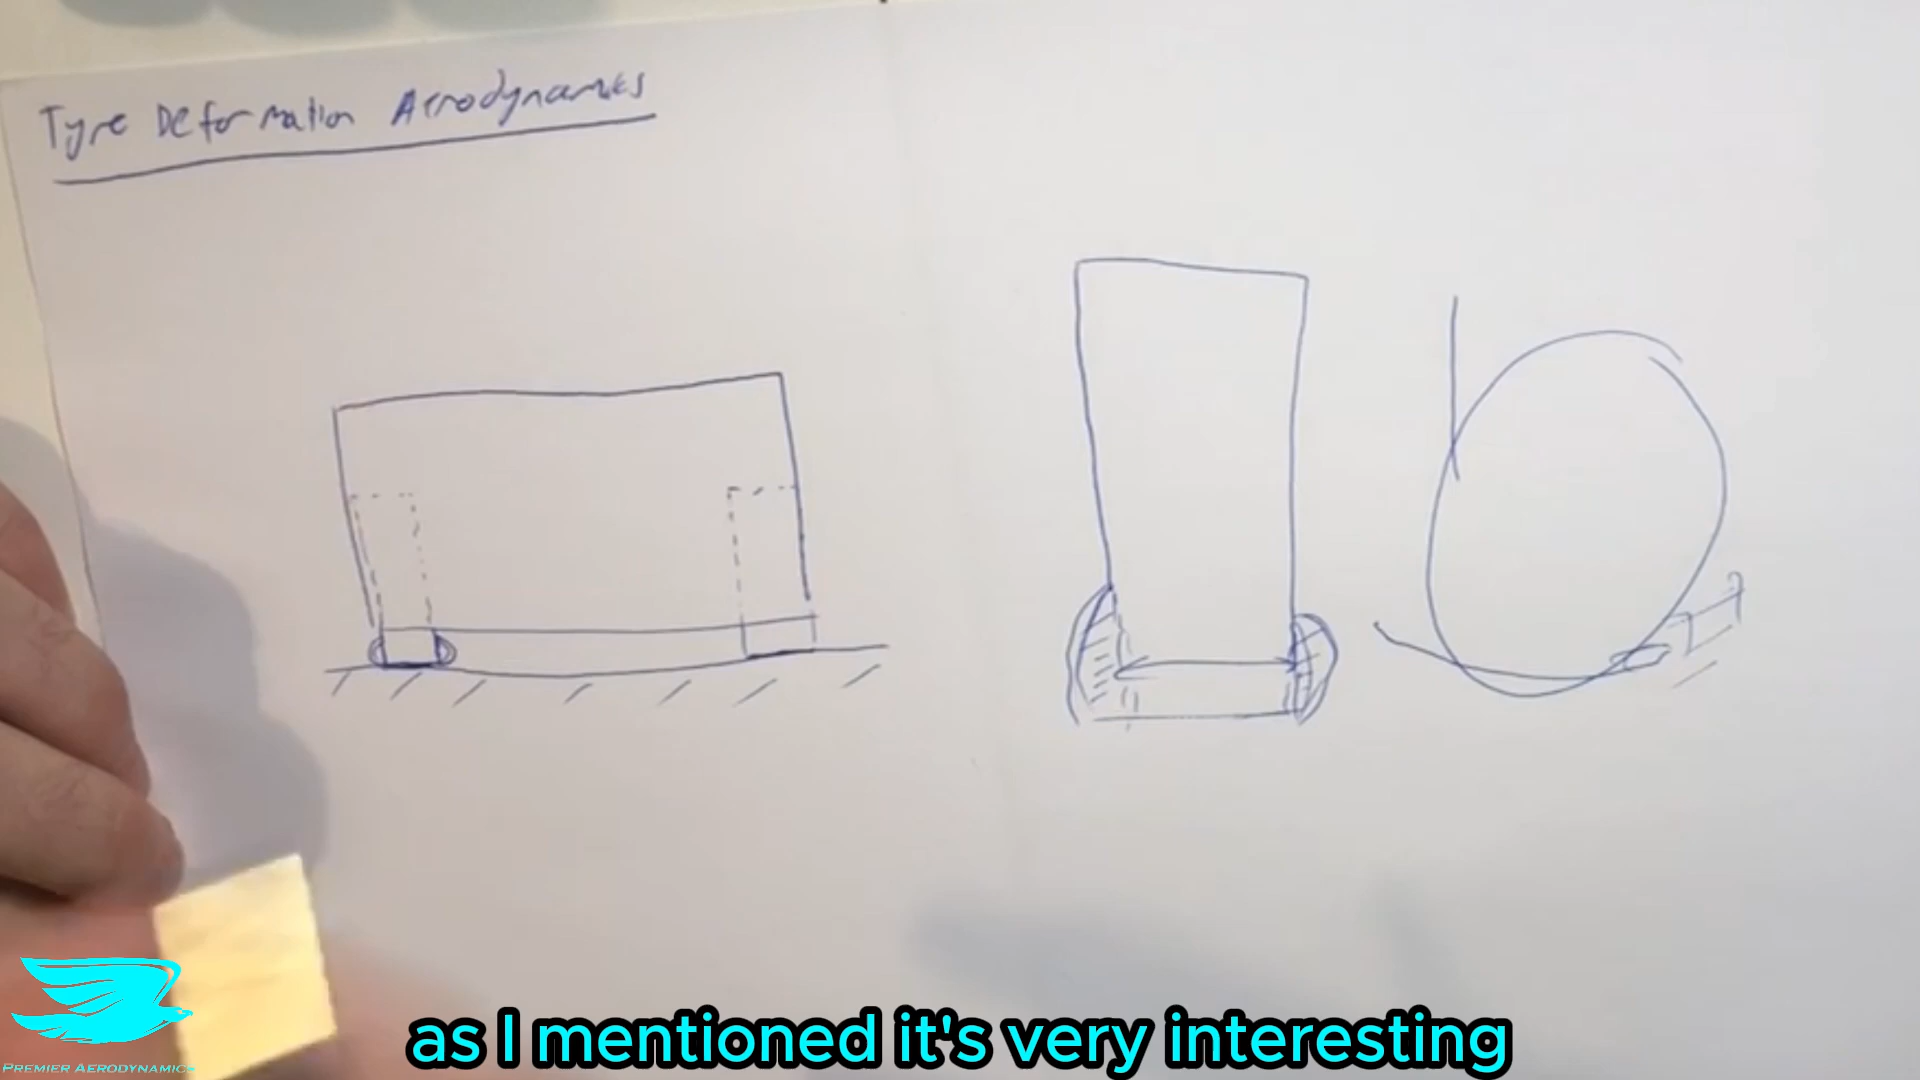 Tyre Deformation Aerodynamics
as I mentioned it's very interesting
PREMIER AERODYNAMICS